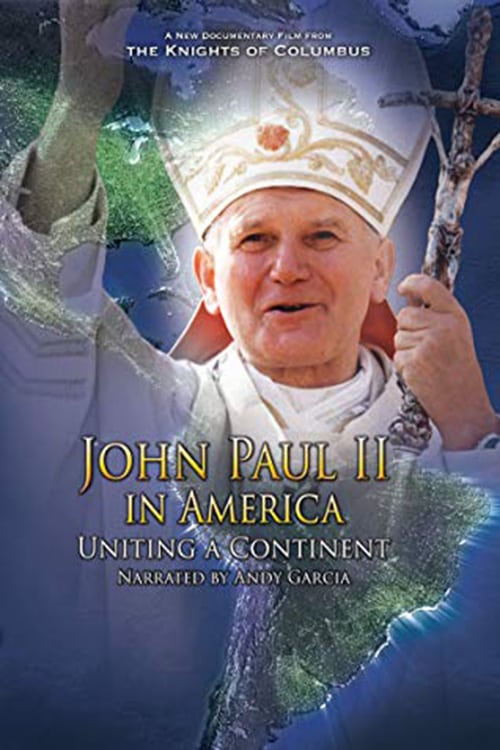 A New Documentary Film from
the Knights of Columbus
John Paul II
in America
Uniting a Continent
Narrated by Andy Garcia